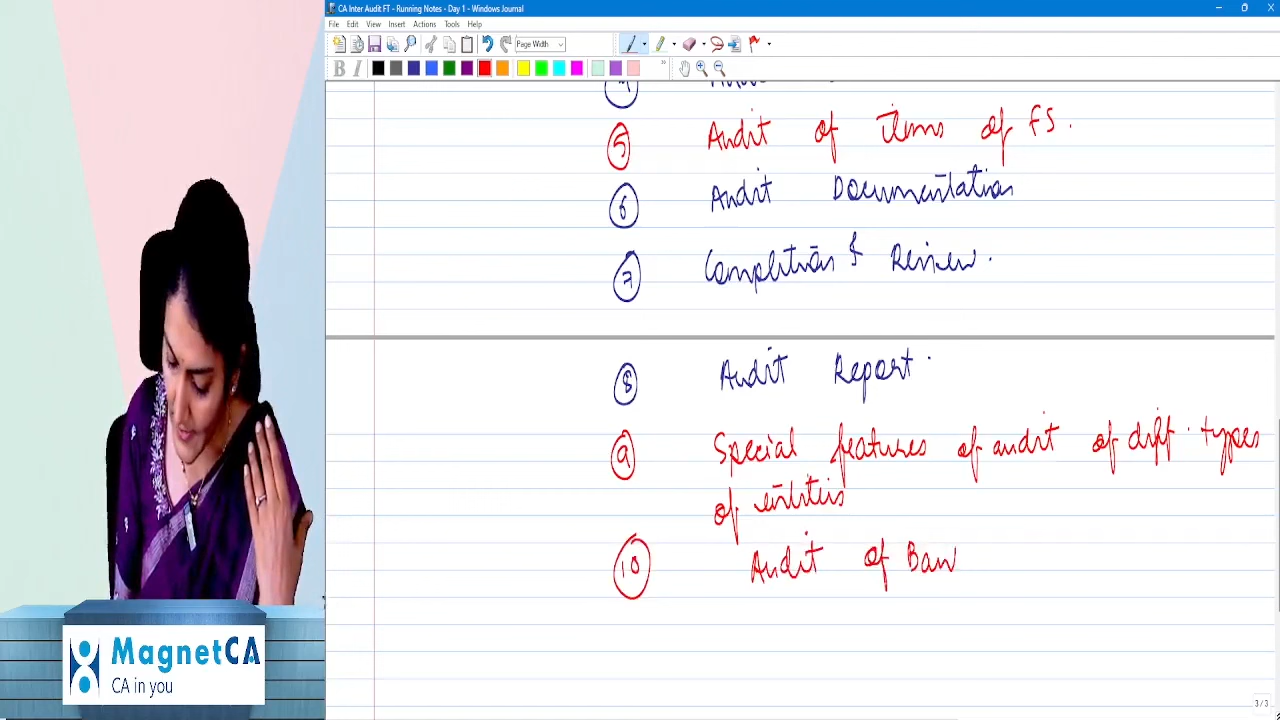 CA Inter Audit FT - Running Notes - Day 1 - Windows Journal
File Edit View Insert Actions Tools Help
Page Width
B I
5 Audit of items of FS.
6 Audit Documentation
7 Completion & Review.
8 Audit Report.
9 Special features of audit of diff. types
of entities
10 Audit of Ban
MagnetCA
CA in you
3/3